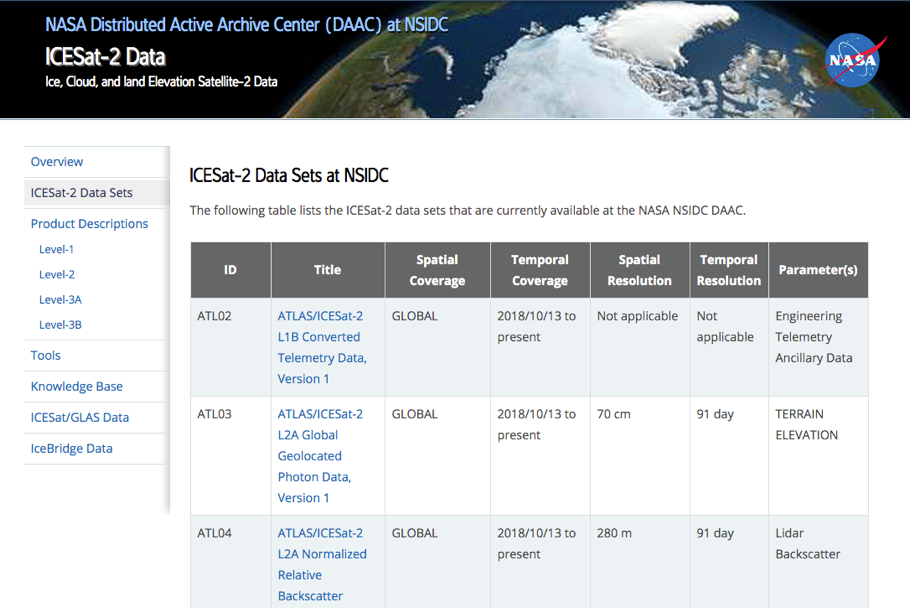 NASA Distributed Active Archive Center (DAAC) at NSIDC
ICESat-2 Data
Ice, Cloud, and land Elevation Satellite-2 Data
NASA
Overview
ICESat-2 Data Sets
Product Descriptions
Level-1
Level-2
Level-3A
Level-3B
Tools
Knowledge Base
ICESat/GLAS Data
IceBridge Data
ICESat-2 Data Sets at NSIDC
The following table lists the ICESat-2 data sets that are currently available at the NASA NSIDC DAAC.
ID
Title
Spatial
Coverage
Temporal
Coverage
Spatial
Resolution
Temporal
Resolution
Parameter(s)
ATL02
ATLAS/ICESat-2
L1B Converted
Telemetry Data,
Version 1
GLOBAL
2018/10/13 to
present
Not applicable
Not
applicable
Engineering
Telemetry
Ancillary Data
ATL03
ATLAS/ICESat-2
L2A Global
Geolocated
Photon Data,
Version 1
GLOBAL
2018/10/13 to
present
70 cm
91 day
TERRAIN
ELEVATION
ATL04
ATLAS/ICESat-2
L2A Normalized
Relative
Backscatter
GLOBAL
2018/10/13 to
present
280 m
91 day
Lidar
Backscatter